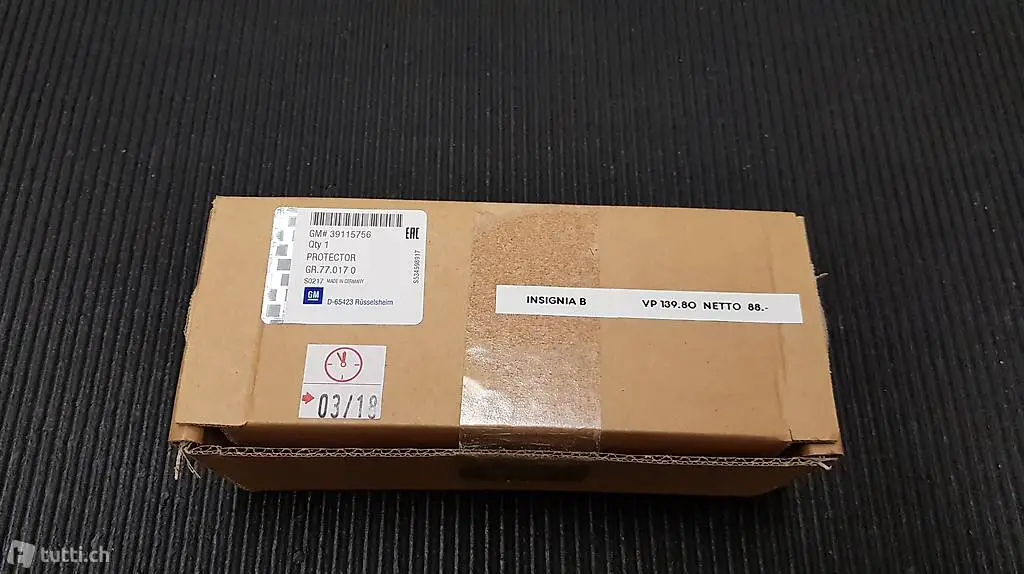 GM# 39115756
EAC
Qty 1
PROTECTOR
GR.77.017 0
S0217 MADE IN GERMANY
GM
D-65423 Rüsselsheim
S534598917
INSIGNIA B VP 139.80 NETTO 88.-
03/18
tutti.ch